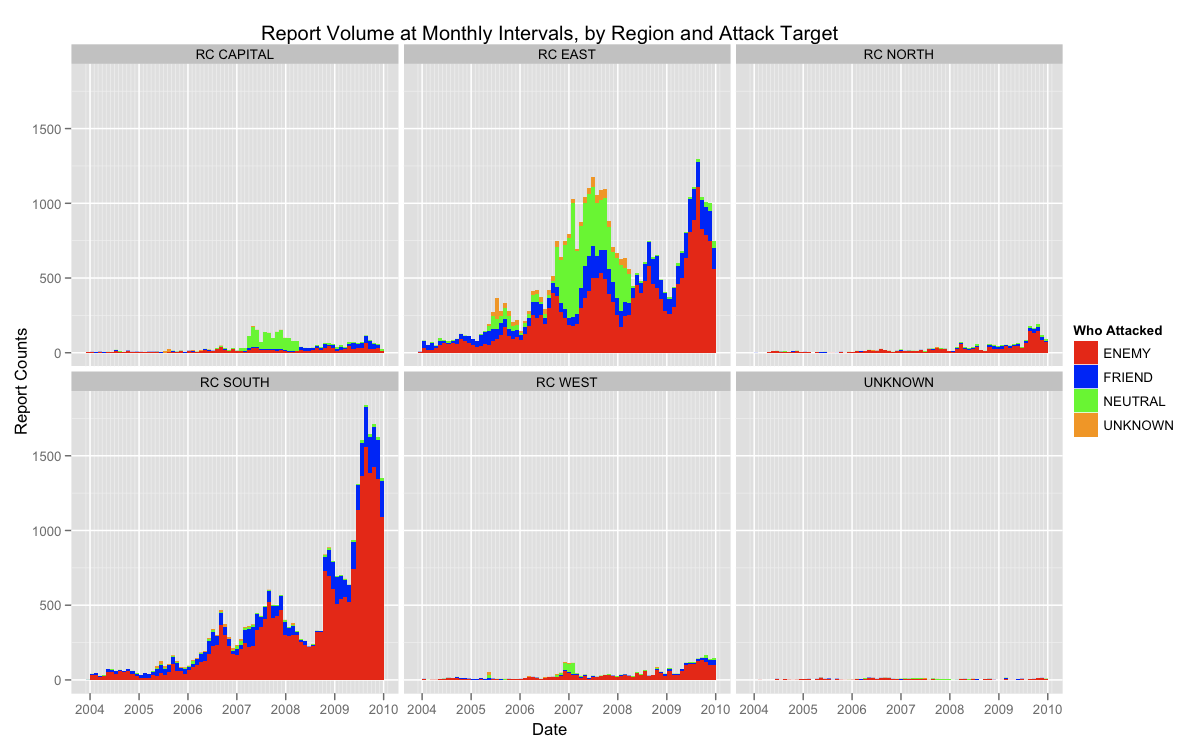 Report Volume at Monthly Intervals, by Region and Attack Target
RC CAPITAL
RC EAST
RC NORTH
1500
1000
500
0
RC SOUTH
RC WEST
UNKNOWN
1500
1000
500
0
2004 2005 2006 2007 2008 2009 2010
2004 2005 2006 2007 2008 2009 2010
2004 2005 2006 2007 2008 2009 2010
Date
Report Counts
Who Attacked
ENEMY
FRIEND
NEUTRAL
UNKNOWN